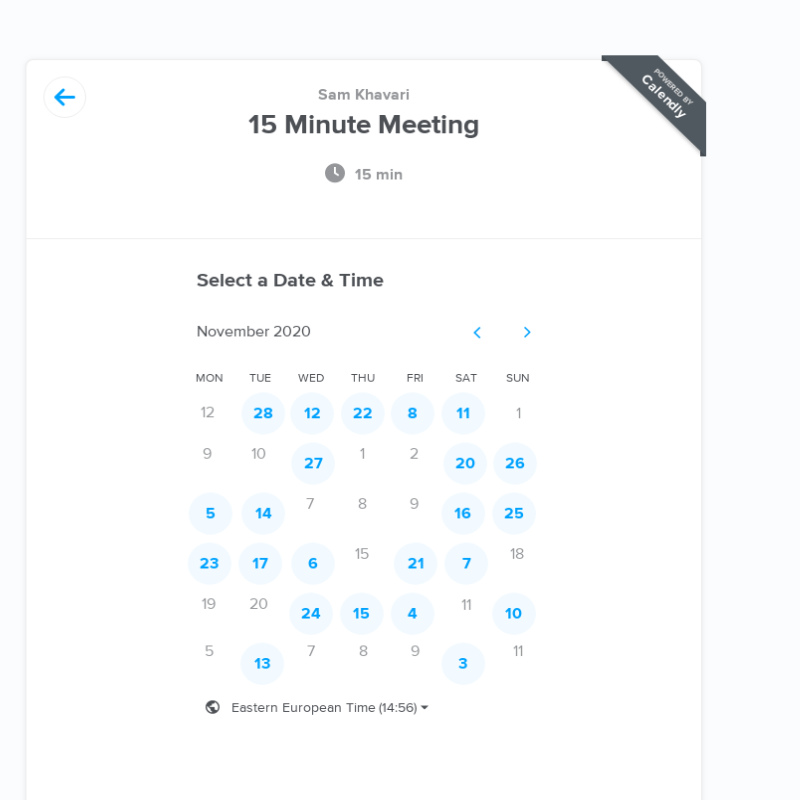 POWERED BY
Calendly
Sam Khavari
15 Minute Meeting
15 min
Select a Date & Time
November 2020
MON TUE WED THU FRI SAT SUN
12 28 12 22 8 11 1
9 10 27 1 2 20 26
5 14 7 8 9 16 25
23 17 6 15 21 7 18
19 20 24 15 4 11 10
5 13 7 8 9 3 11
Eastern European Time (14:56)